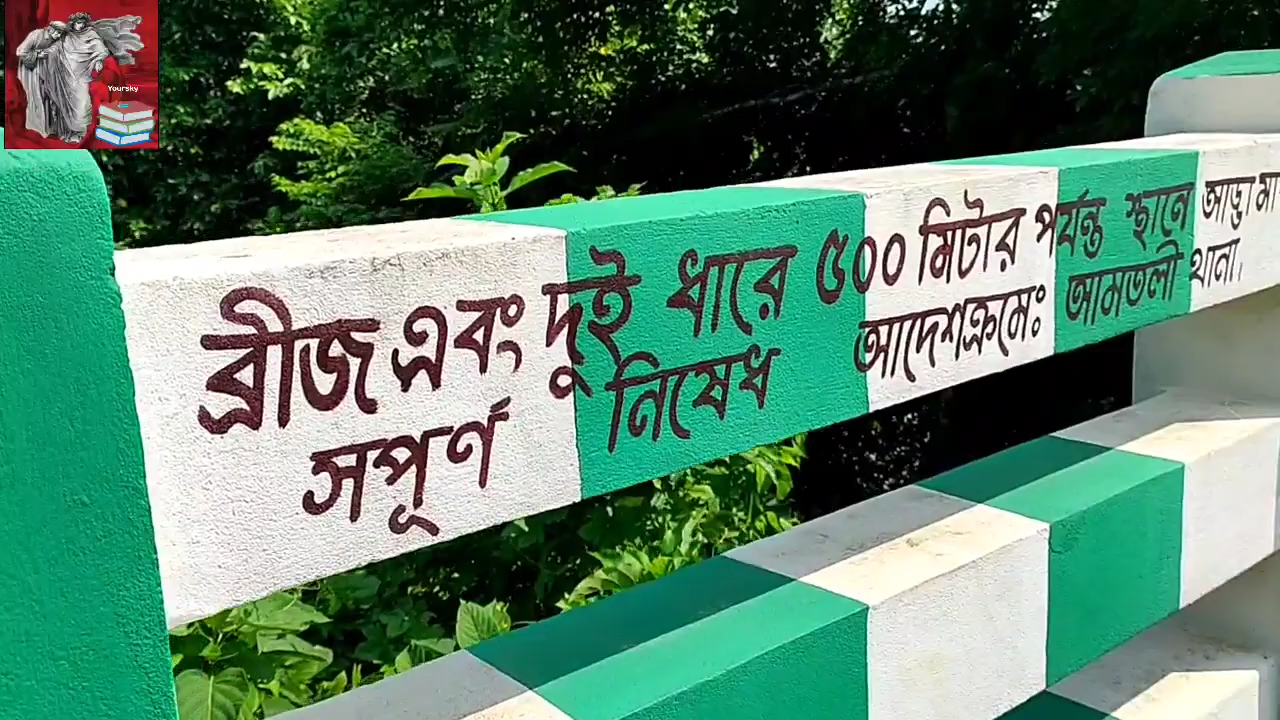 Yoursky
ব্রীজ এবং দুই ধারে ৫০০ মিটার পর্যন্ত স্থানে আড্ডা মা
সপূর্ণ নিষেধ আদেশক্রমেঃ আমতলী থানা।